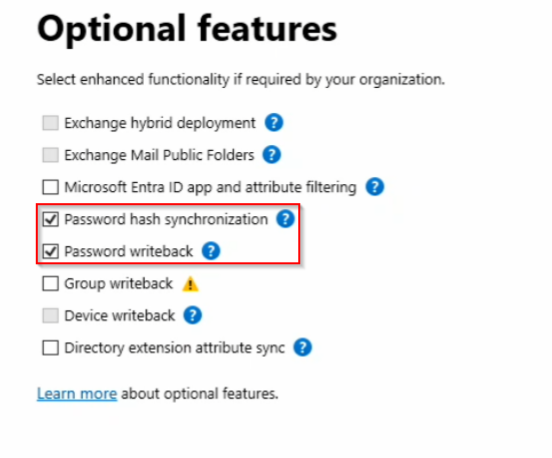 Optional features
Select enhanced functionality if required by your organization.
Exchange hybrid deployment ?
Exchange Mail Public Folders ?
Microsoft Entra ID app and attribute filtering ?
Password hash synchronization ?
Password writeback ?
Group writeback
Device writeback ?
Directory extension attribute sync ?
Learn more about optional features.